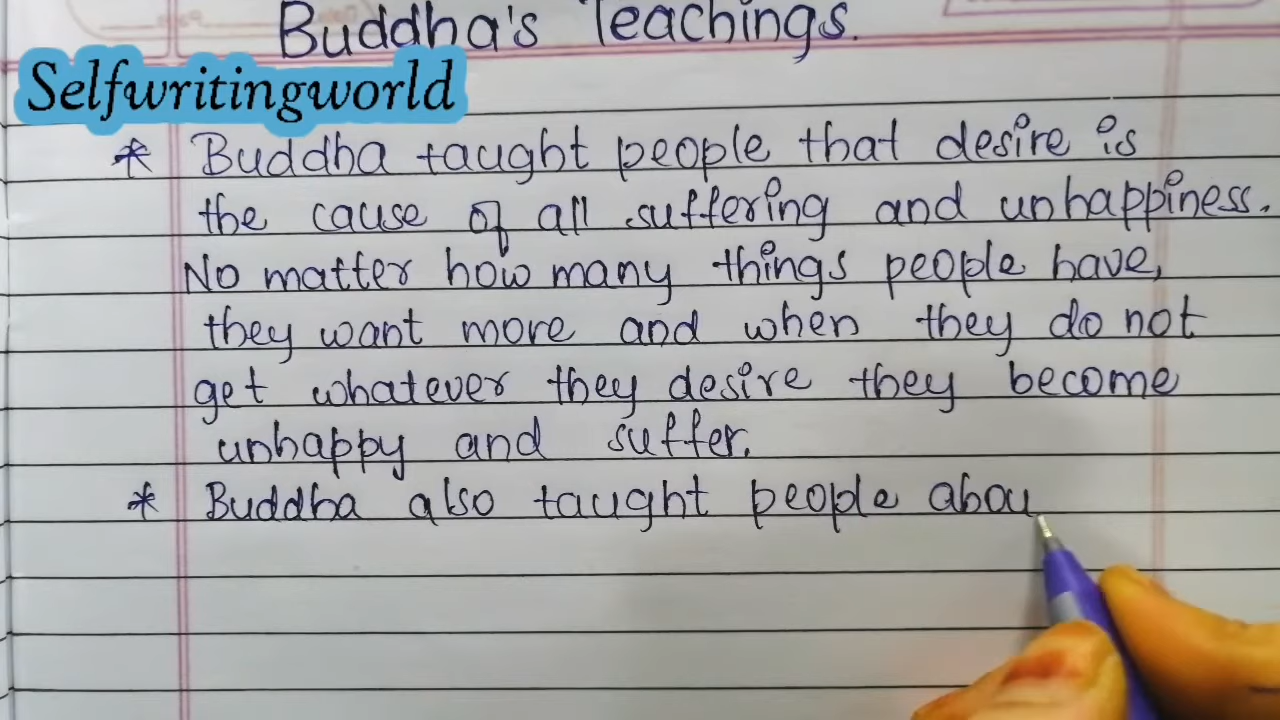 Buddha's Teachings.
Selfwritingworld
* Buddha taught people that desire is
the cause of all suffering and unhappiness.
No matter how many things people have,
they want more and when they do not
get whatever they desire they become
unhappy and suffer.
* Buddha also taught people abou